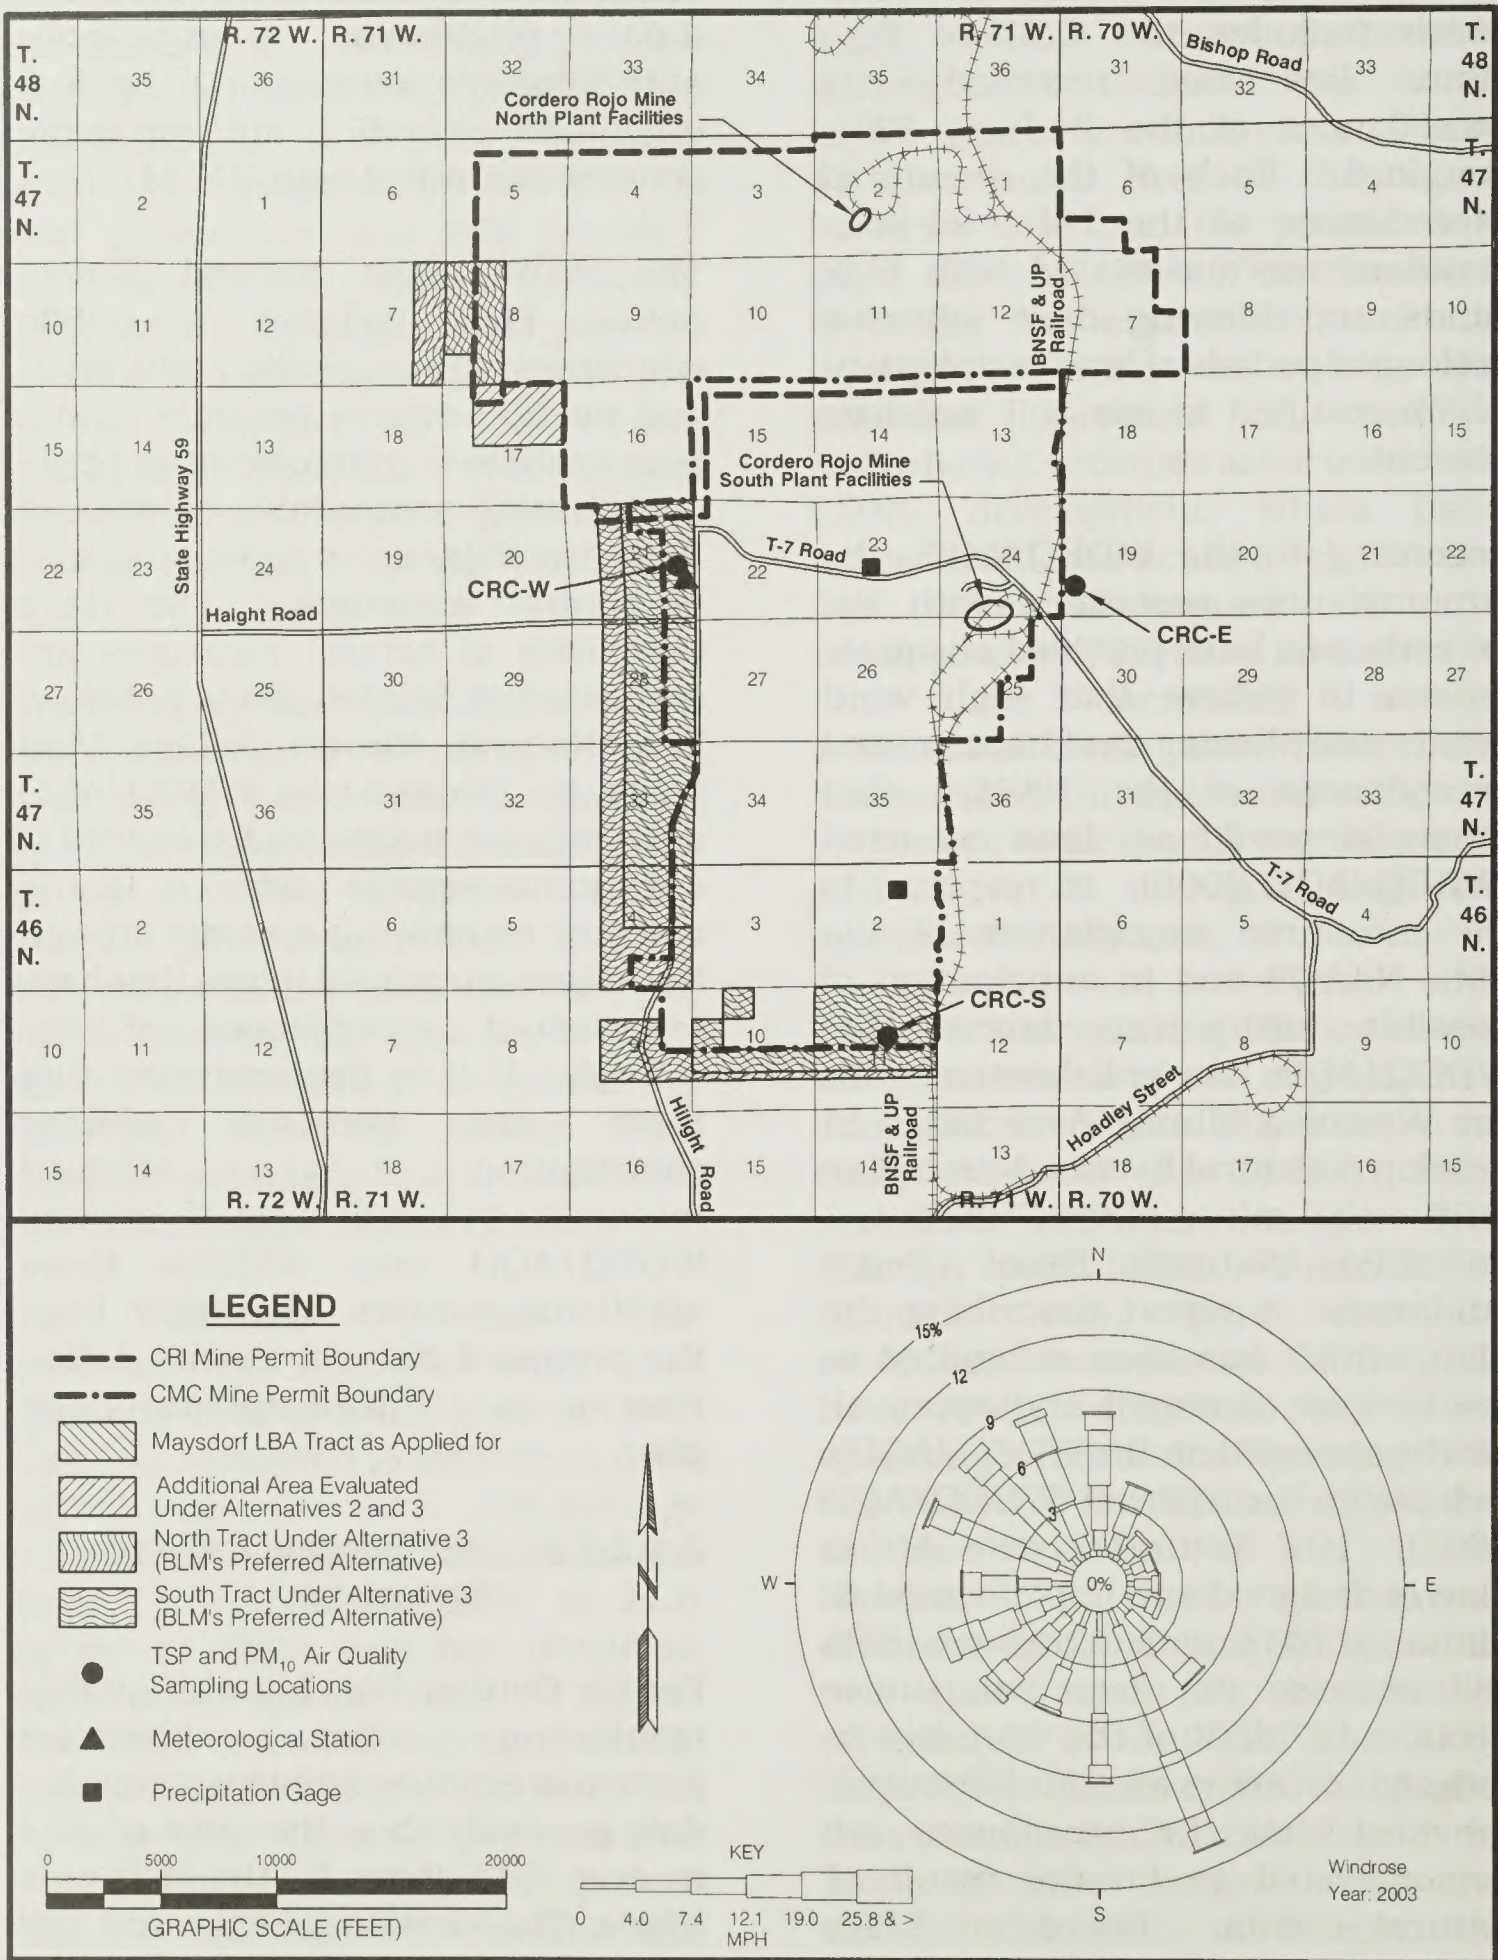 R. 72 W. R. 71 W. R. 71 W. R. 70 W.
T.
48
N.
35 36 31 32 33 34 35 36 31 32 33
T.
48
N.
Bishop Road
Cordero Rojo Mine
North Plant Facilities
T.
47
N.
2 1 6 5 4 3 2 1 6 5 4
T.
47
N.
BNSF & UP
Railroad
10 11 12 7 8 9 10 11 12 7 8 9 10
15 14 13 18 17 16 15 14 13 18 17 16 15
State Highway 59
Cordero Rojo Mine
South Plant Facilities
T-7 Road
22 23 24 19 20 22 23 24 19 20 21 22
CRC-W
Haight Road
CRC-E
27 26 25 30 29 28 27 26 25 30 29 28 27
T.
47
N.
35 36 31 32 33 34 35 36 31 32 33
T.
47
N.
T-7 Road
T.
46
N.
2 1 6 5 4 3 2 1 6 5 4
T.
46
N.
CRC-S
10 11 12 7 8 9 10 12 7 8 9 10
Hilight Road
BNSF & UP
Railroad
Hoadley Street
15 14 13 18 17 16 15 14 13 18 17 16 15
R. 72 W. R. 71 W. R. 71 W. R. 70 W.
LEGEND
CRI Mine Permit Boundary
CMC Mine Permit Boundary
Maysdorf LBA Tract as Applied for
Additional Area Evaluated
Under Alternatives 2 and 3
North Tract Under Alternative 3
(BLM's Preferred Alternative)
South Tract Under Alternative 3
(BLM's Preferred Alternative)
TSP and PM10 Air Quality
Sampling Locations
Meteorological Station
Precipitation Gage
0 5000 10000 20000
GRAPHIC SCALE (FEET)
N
15%
12
9
6
3
W 0% E
S
KEY
0 4.0 7.4 12.1 19.0 25.8 & >
MPH
Windrose
Year: 2003